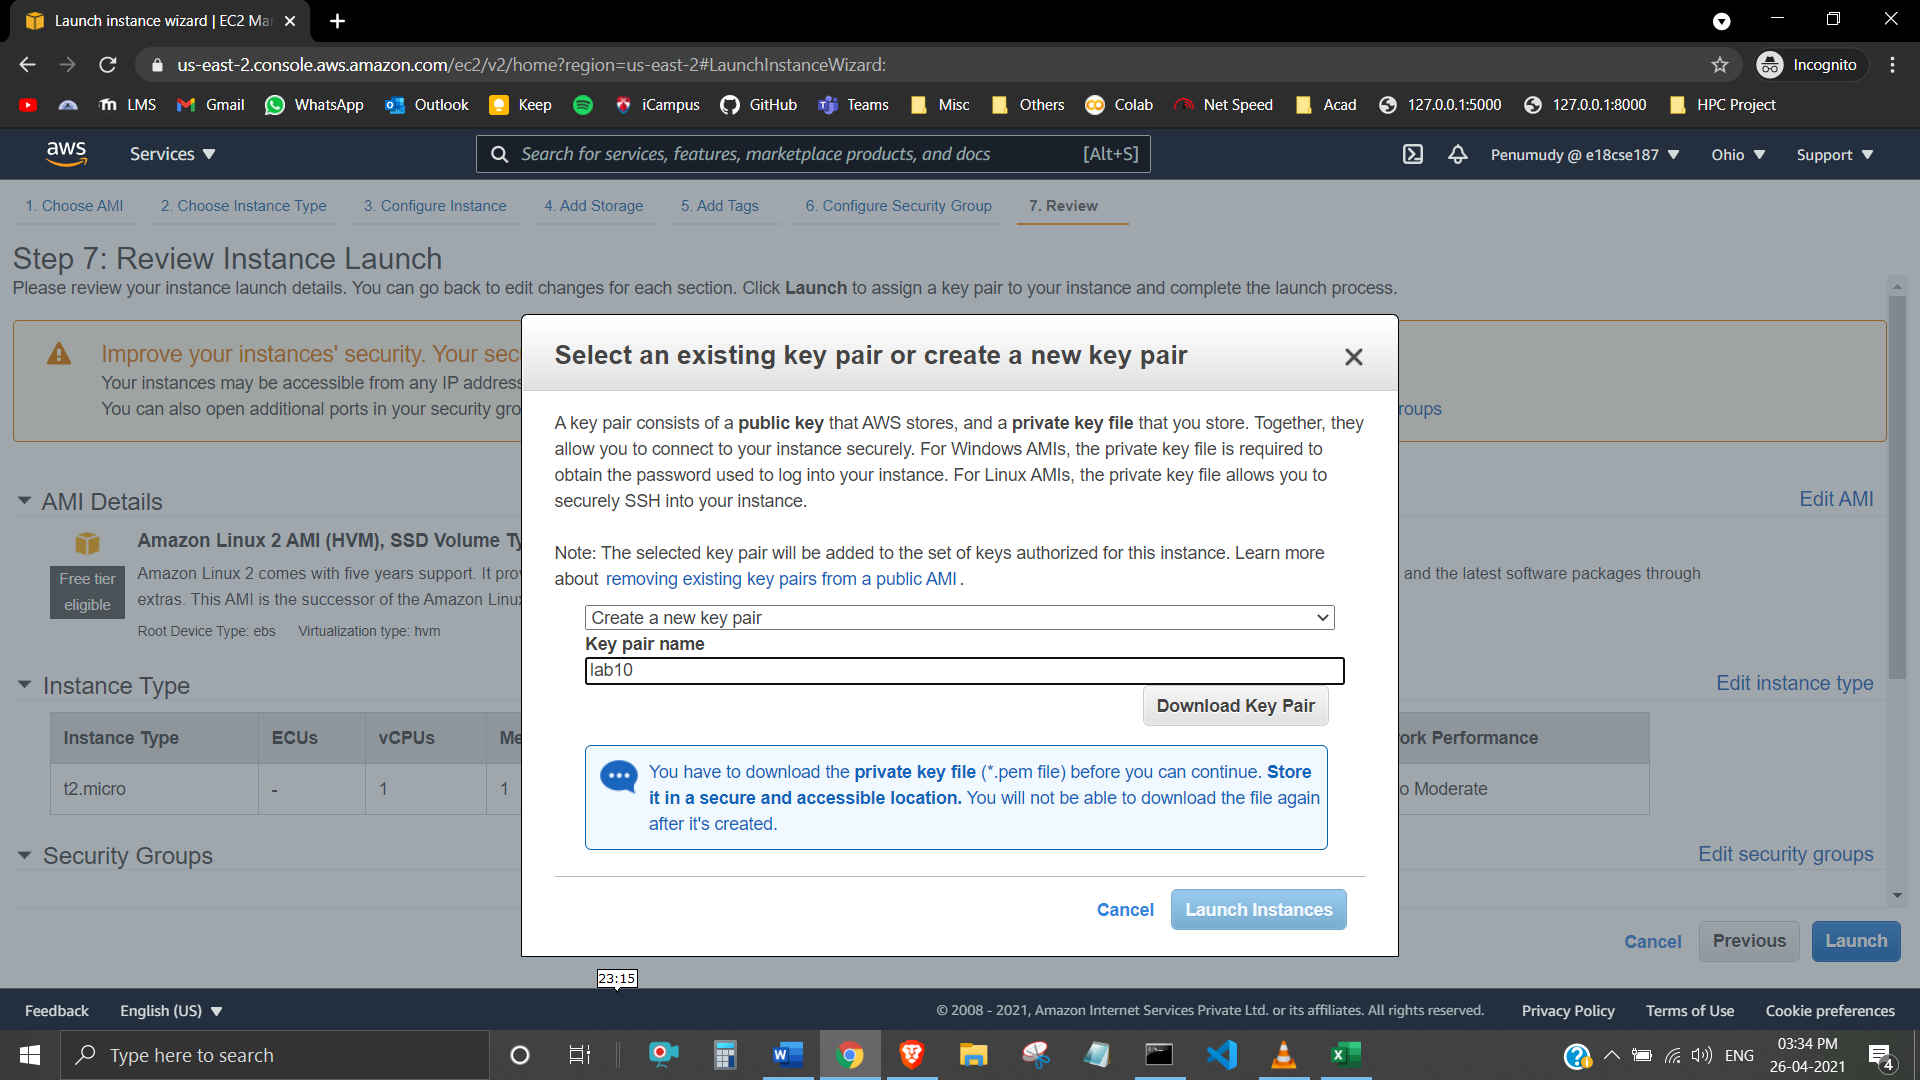 Launch instance wizard | EC2 Mar
us-east-2.console.aws.amazon.com/ec2/v2/home?region=us-east-2#LaunchInstanceWizard:
Incognito
LMS Gmail WhatsApp Outlook Keep iCampus GitHub Teams Misc Others Colab Net Speed Acad 127.0.0.1:5000 127.0.0.1:8000 HPC Project
aws Services Search for services, features, marketplace products, and docs [Alt+S] Penumudy @ e18cse187 Ohio Support
1. Choose AMI 2. Choose Instance Type 3. Configure Instance 4. Add Storage 5. Add Tags 6. Configure Security Group 7. Review
Step 7: Review Instance Launch
Please review your instance launch details. You can go back to edit changes for each section. Click Launch to assign a key pair to your instance and complete the launch process.
Improve your instances' security. Your sec
Your instances may be accessible from any IP address
You can also open additional ports in your security gro
roups
Select an existing key pair or create a new key pair
A key pair consists of a public key that AWS stores, and a private key file that you store. Together, they
allow you to connect to your instance securely. For Windows AMIs, the private key file is required to
obtain the password used to log into your instance. For Linux AMIs, the private key file allows you to
securely SSH into your instance.
Note: The selected key pair will be added to the set of keys authorized for this instance. Learn more
about removing existing key pairs from a public AMI .
Create a new key pair
Key pair name
lab10
Download Key Pair
You have to download the private key file (*.pem file) before you can continue. Store
it in a secure and accessible location. You will not be able to download the file again
after it's created.
Cancel Launch Instances
AMI Details
Edit AMI
Amazon Linux 2 AMI (HVM), SSD Volume Ty
Free tier
eligible
Amazon Linux 2 comes with five years support. It pro
and the latest software packages through
extras. This AMI is the successor of the Amazon Linu
Root Device Type: ebs Virtualization type: hvm
Instance Type
Edit instance type
Instance Type ECUs vCPUs Me
ork Performance
t2.micro - 1 1
o Moderate
Security Groups
Edit security groups
Cancel Previous Launch
23:15
Feedback English (US) © 2008 - 2021, Amazon Internet Services Private Ltd. or its affiliates. All rights reserved. Privacy Policy Terms of Use Cookie preferences
Type here to search
ENG
03:34 PM
26-04-2021
4